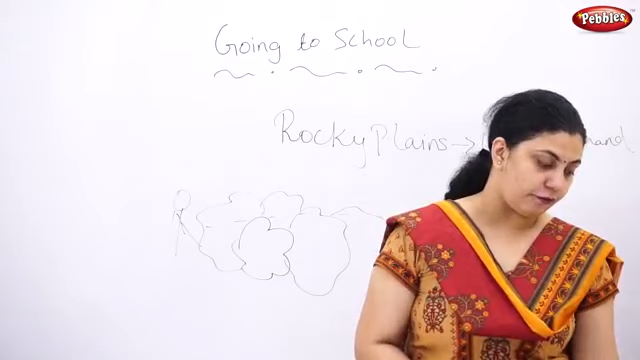 Pebbles
Going to School
Rocky Plains →